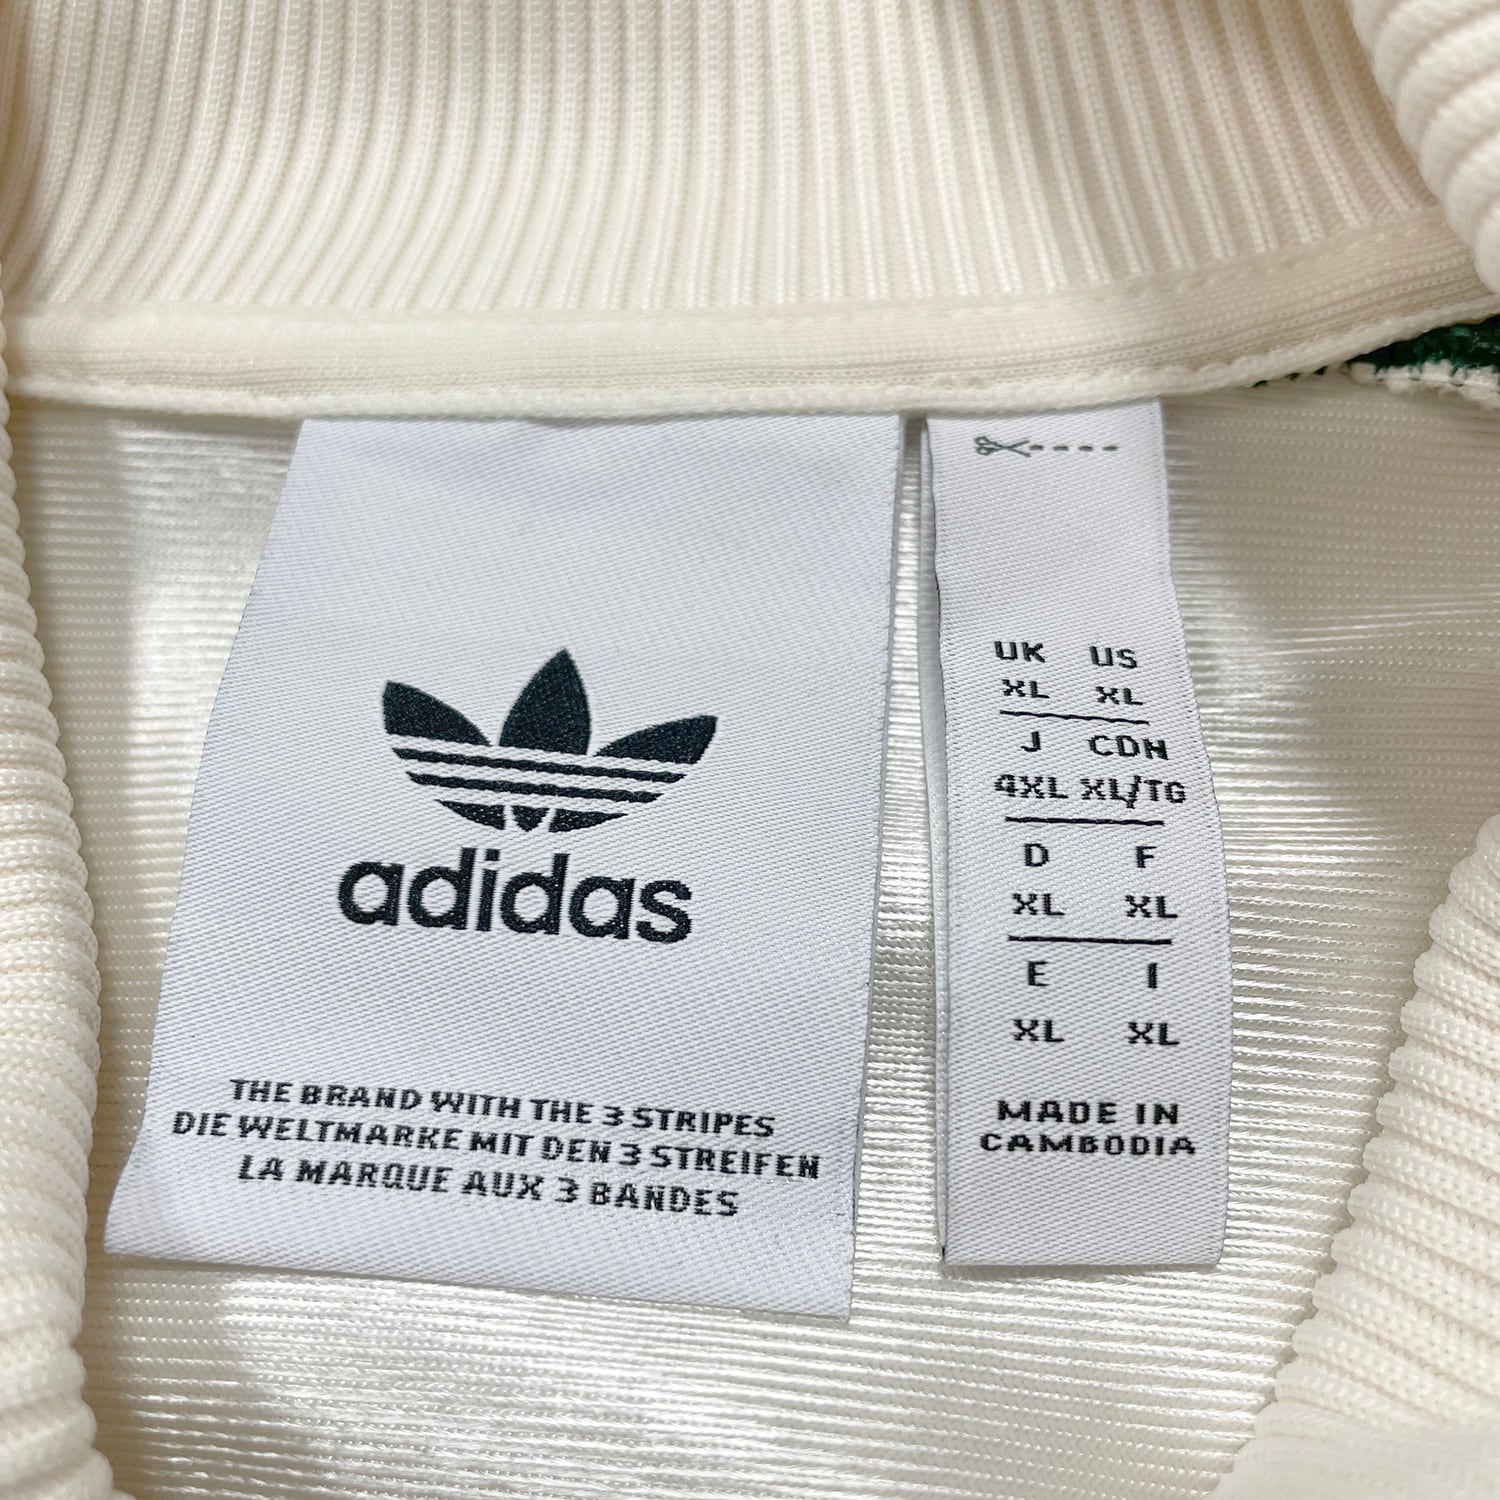 adidas
THE BRAND WITH THE 3 STRIPES
DIE WELTMARKE MIT DEN 3 STREIFEN
LA MARQUE AUX 3 BANDES
UK US
XL XL
J CDN
4XL XL/TG
D F
XL XL
E I
XL XL
MADE IN
CAMBODIA